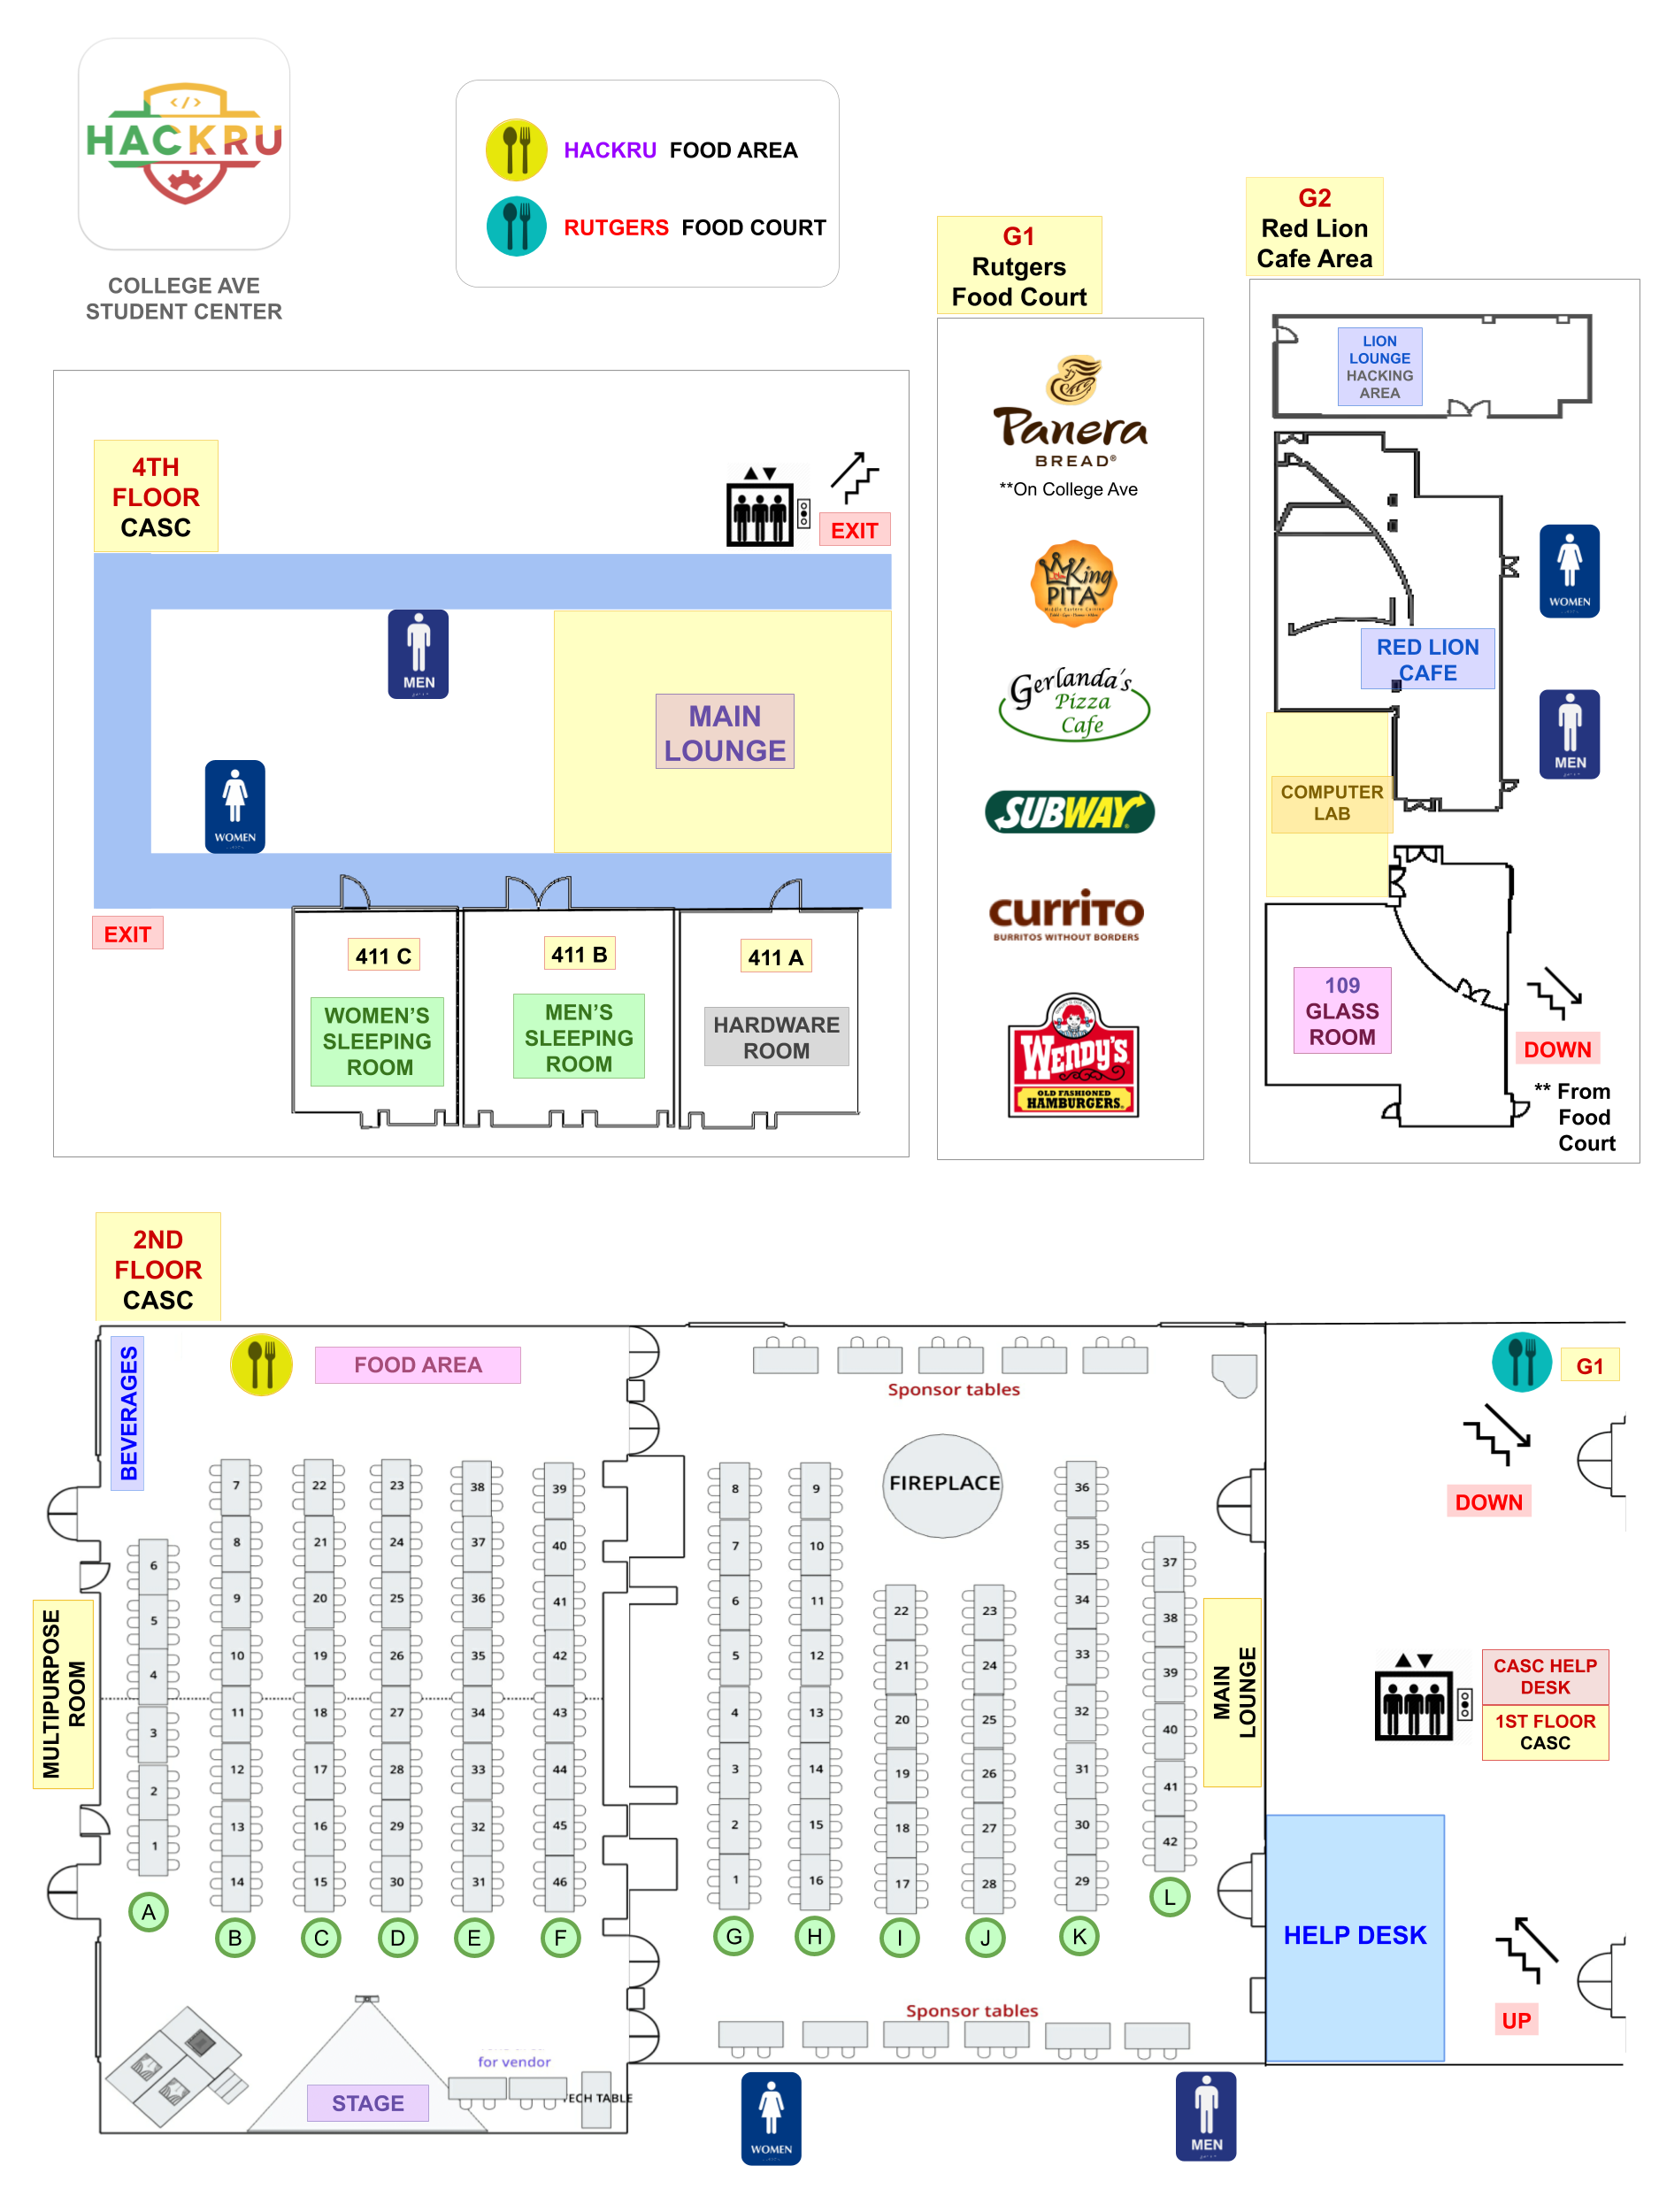 </>
HACKRU
COLLEGE AVE
STUDENT CENTER
HACKRU FOOD AREA
RUTGERS FOOD COURT
G1
Rutgers
Food Court
Panera
BREAD®
**On College Ave
King
PITA
Gerlanda's
Pizza
Cafe
SUBWAY
CURRITO
BURRITOS WITHOUT BORDERS
WENDY'S
OLD FASHIONED
HAMBURGERS.
G2
Red Lion
Cafe Area
LION
LOUNGE
HACKING
AREA
WOMEN
RED LION
CAFE
MEN
COMPUTER
LAB
109
GLASS
ROOM
DOWN
** From
Food
Court
4TH
FLOOR
CASC
EXIT
MEN
MAIN
LOUNGE
WOMEN
EXIT
411 C
411 B
411 A
WOMEN'S
SLEEPING
ROOM
MEN'S
SLEEPING
ROOM
HARDWARE
ROOM
2ND
FLOOR
CASC
BEVERAGES
FOOD AREA
MULTIPURPOSE
ROOM
6
5
4
3
2
1
A
7
8
9
10
11
12
13
14
B
22
21
20
19
18
17
16
15
C
23
24
25
26
27
28
29
30
D
38
37
36
35
34
33
32
31
E
39
40
41
42
43
44
45
46
F
STAGE
for vendor
TECH TABLE
Sponsor tables
FIREPLACE
8
7
6
5
4
3
2
1
G
9
10
11
12
13
14
15
16
H
22
21
20
19
18
17
I
23
24
25
26
27
28
J
36
35
34
33
32
31
30
29
K
37
38
39
40
41
42
L
MAIN
LOUNGE
Sponsor tables
WOMEN
MEN
G1
DOWN
CASC HELP
DESK
1ST FLOOR
CASC
HELP DESK
UP